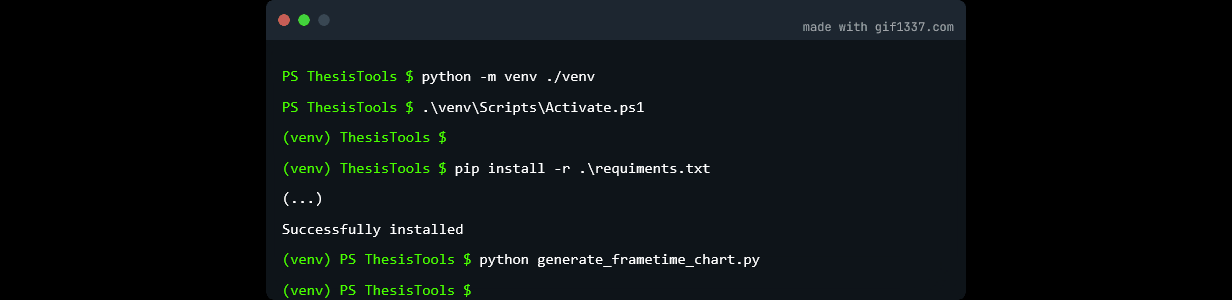 made with gif1337.com
PS ThesisTools $ python -m venv ./venv
PS ThesisTools $ .\venv\Scripts\Activate.ps1
(venv) ThesisTools $
(venv) ThesisTools $ pip install -r .\requiments.txt
(...)
Successfully installed
(venv) PS ThesisTools $ python generate_frametime_chart.py
(venv) PS ThesisTools $